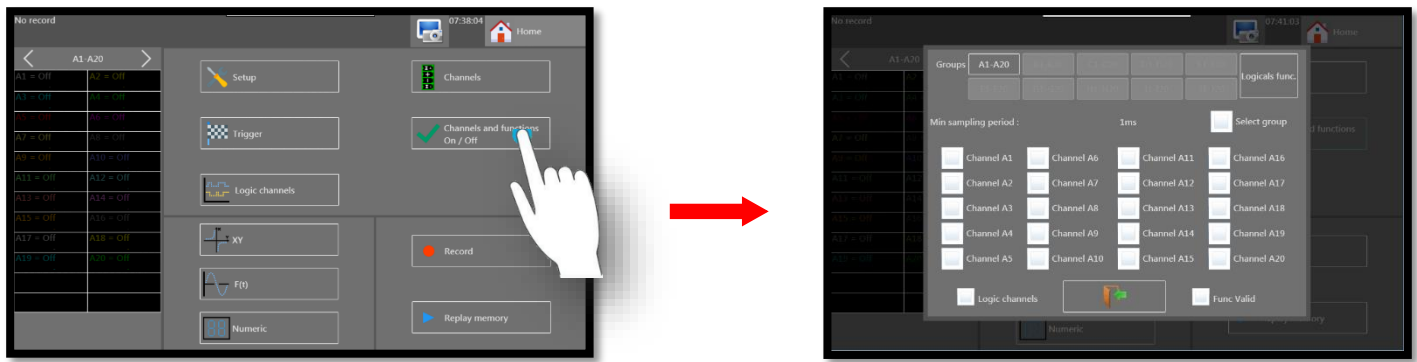 No record
07:38:04
Home
A1-A20
A1 = Off
A2 = Off
A3 = Off
A4 = Off
A5 = Off
A6 = Off
A7 = Off
A8 = Off
A9 = Off
A10 = Off
A11 = Off
A12 = Off
A13 = Off
A14 = Off
A15 = Off
A16 = Off
A17 = Off
A18 = Off
A19 = Off
A20 = Off
Setup
Channels
Trigger
Channels and functions
On / Off
Logic channels
XY
F(t)
Numeric
Record
Replay memory
No record
07:41:03
Home
A1-A20
Groups
A1-A20
Logicals func.
Min sampling period :
1ms
Select group
Channel A1
Channel A6
Channel A11
Channel A16
Channel A2
Channel A7
Channel A12
Channel A17
Channel A3
Channel A8
Channel A13
Channel A18
Channel A4
Channel A9
Channel A14
Channel A19
Channel A5
Channel A10
Channel A15
Channel A20
Logic channels
Func Valid
d functions
Numeric